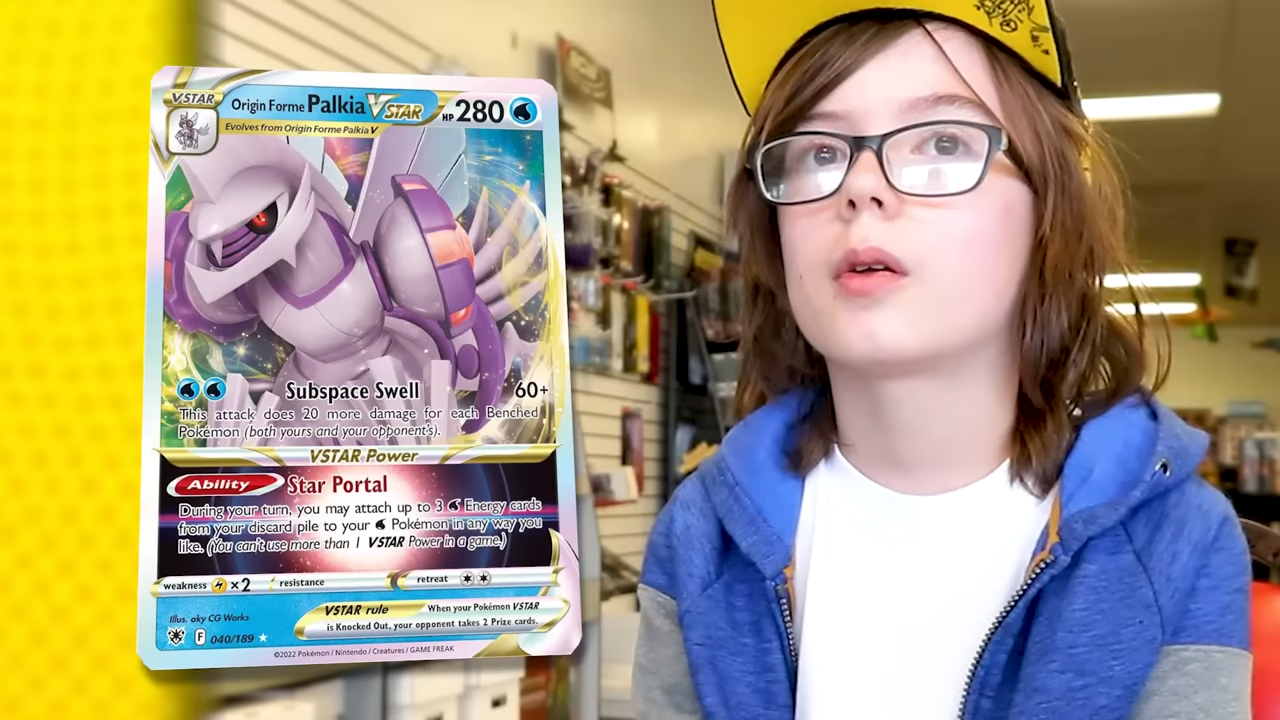 VSTAR
Origin Forme Palkia VSTAR HP 280
Evolves from Origin Forme Palkia V
Subspace Swell 60+
This attack does 20 more damage for each Benched
Pokémon (both yours and your opponent's).
VSTAR Power
Ability Star Portal
During your turn, you may attach up to 3 Energy cards
from your discard pile to your Pokémon in any way you
like. (You can't use more than 1 VSTAR Power in a game.)
weakness ×2 resistance retreat
Illus. aky CG Works
VSTAR rule When your Pokémon VSTAR
is Knocked Out, your opponent takes 2 Prize cards.
F 040/189 ★
©2022 Pokémon / Nintendo / Creatures / GAME FREAK